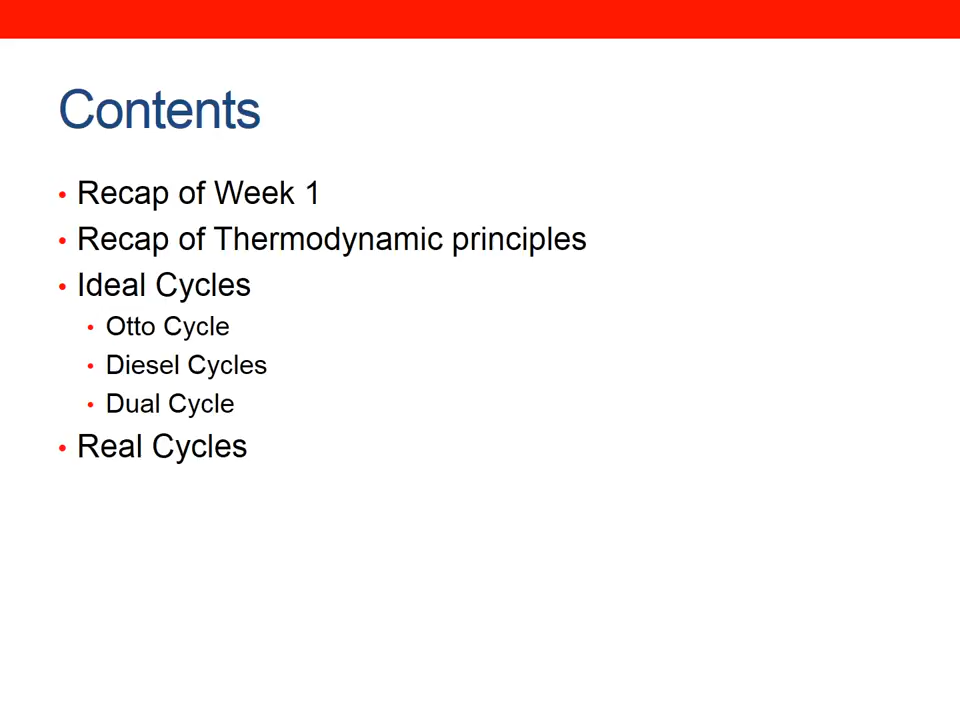 Contents
• Recap of Week 1
• Recap of Thermodynamic principles
• Ideal Cycles
• Otto Cycle
• Diesel Cycles
• Dual Cycle
• Real Cycles